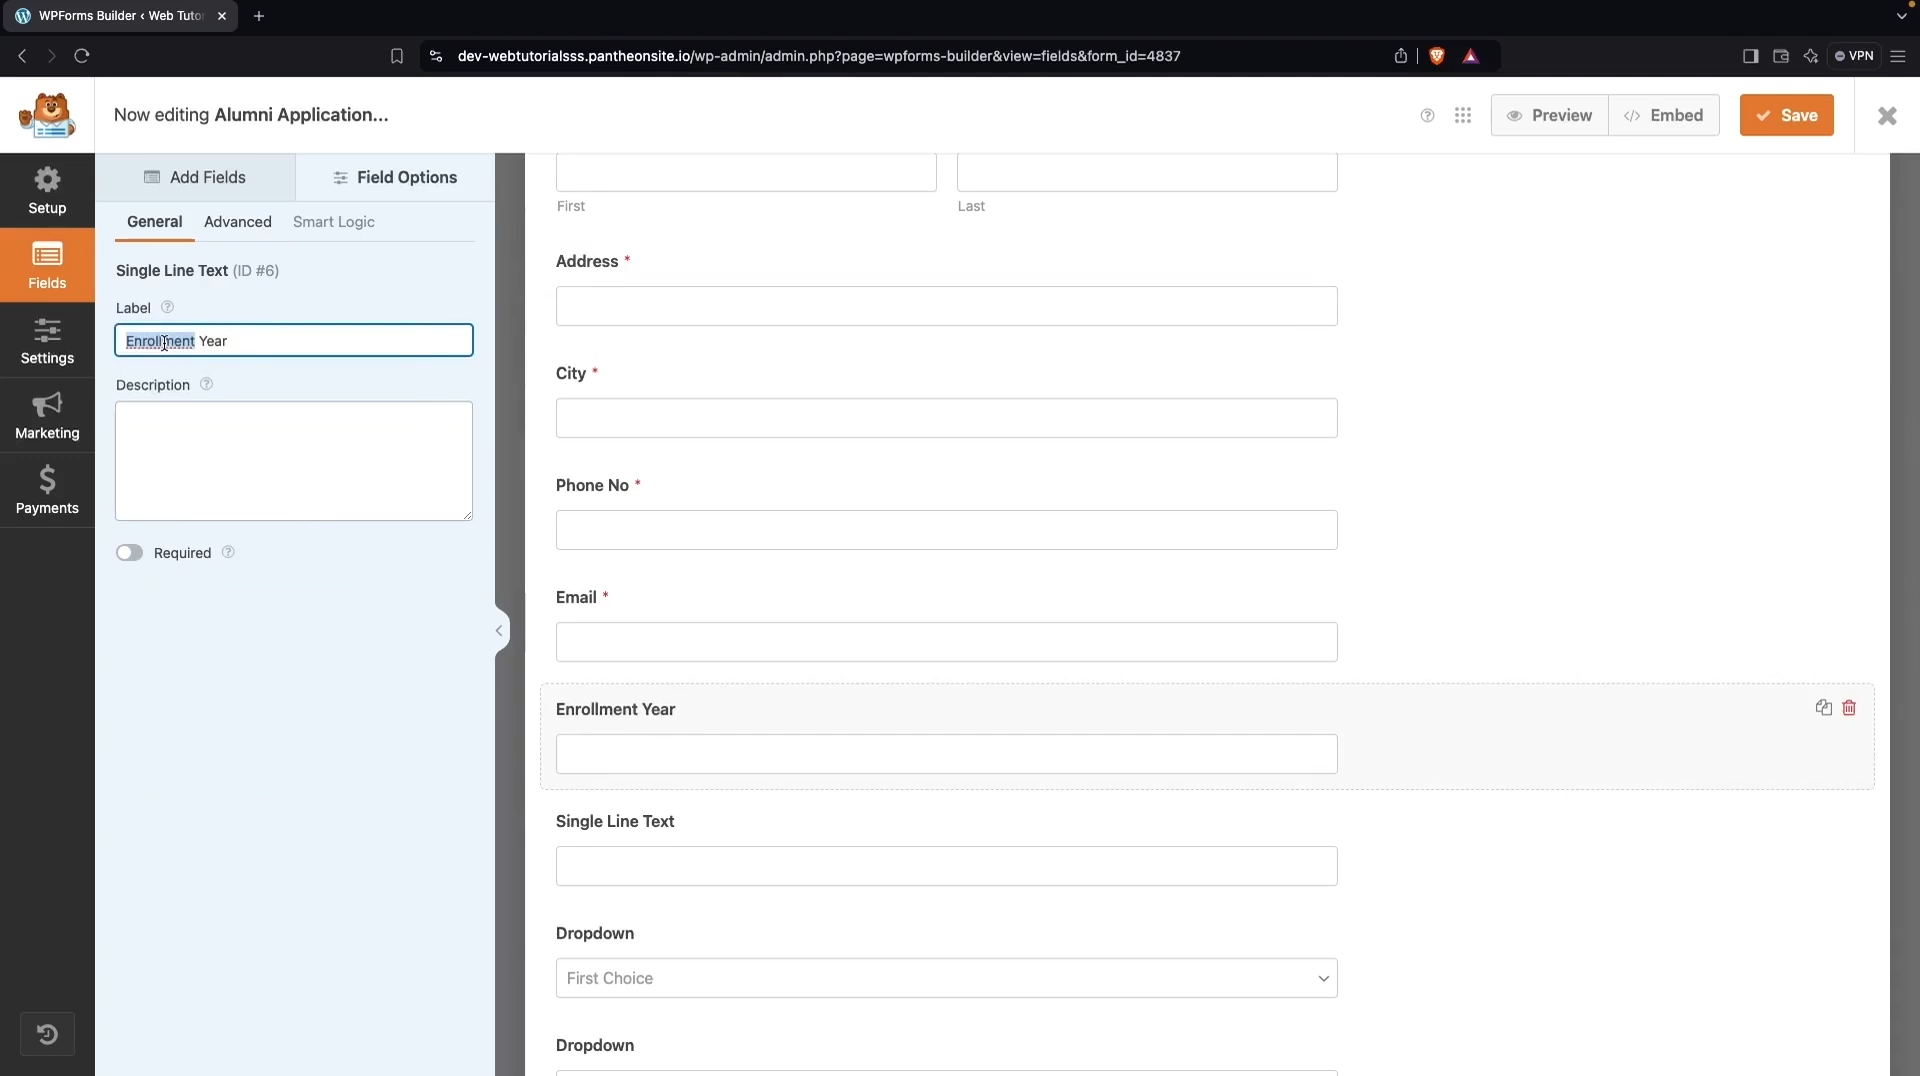 WPForms Builder ‹ Web Tutor
dev-webtutorialsss.pantheonsite.io/wp-admin/admin.php?page=wpforms-builder&view=fields&form_id=4837
VPN
Now editing Alumni Application...
Preview
</> Embed
Save
Setup
Fields
Settings
Marketing
Payments
Add Fields
Field Options
General
Advanced
Smart Logic
Single Line Text (ID #6)
Label
Enrollment Year
Description
Required
First
Last
Address *
City *
Phone No *
Email *
Enrollment Year
Single Line Text
Dropdown
First Choice
Dropdown